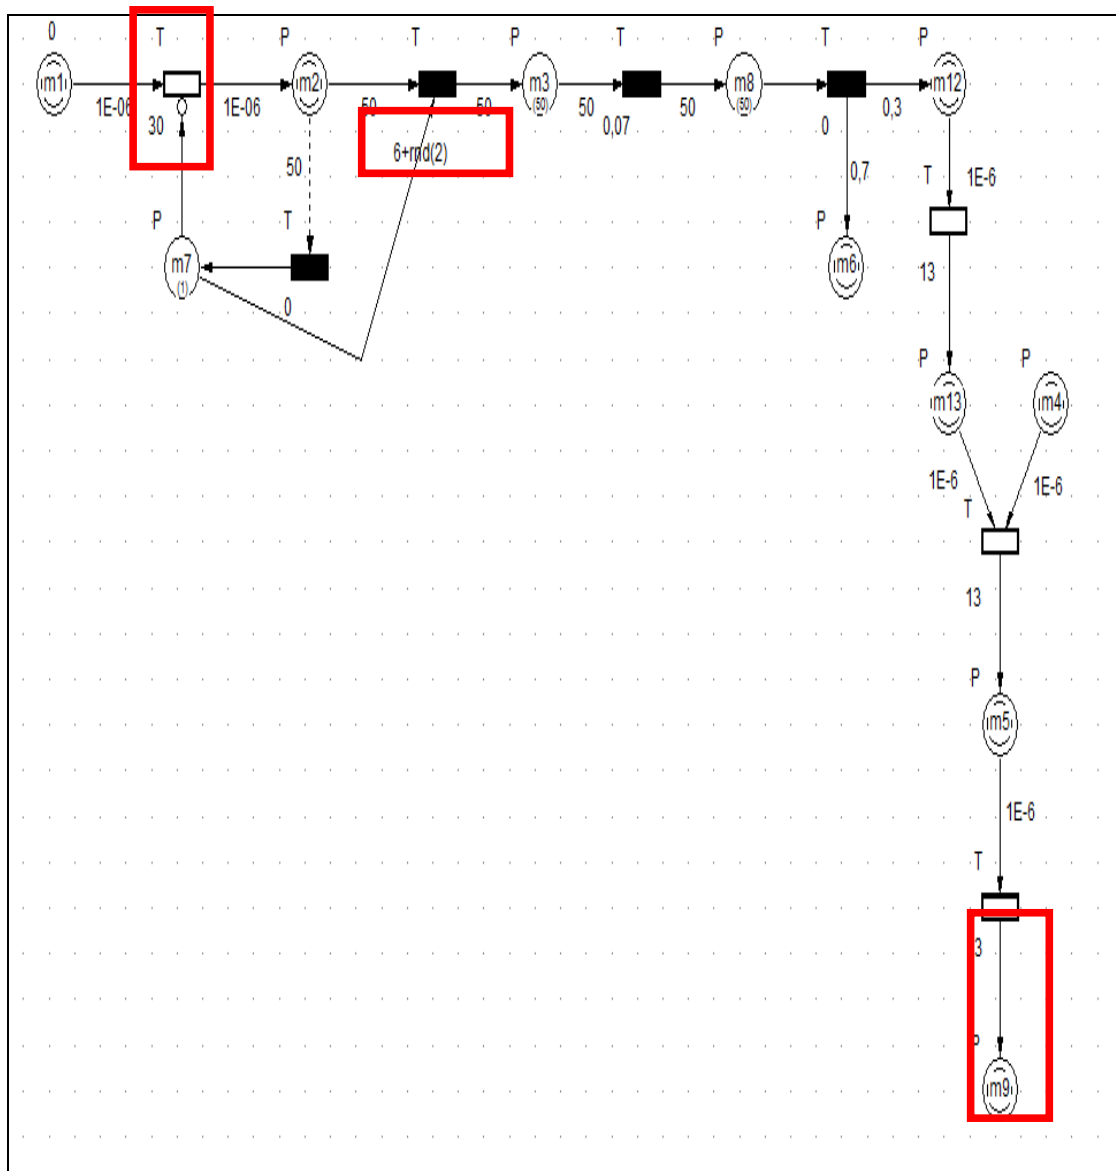 0
T P T P T P T P
m1 m2 m3 m8 m12
(50) (50)
1E-06 1E-06 50 50 50 50 0,3
30 0,07 0
6+rnd(2)
50 0,7 T 1E-6
P T P
m7 m6 13
(1)
0
P P
m13 m4
1E-6 1E-6
T
13
P
m5
1E-6
T
3
P
m9